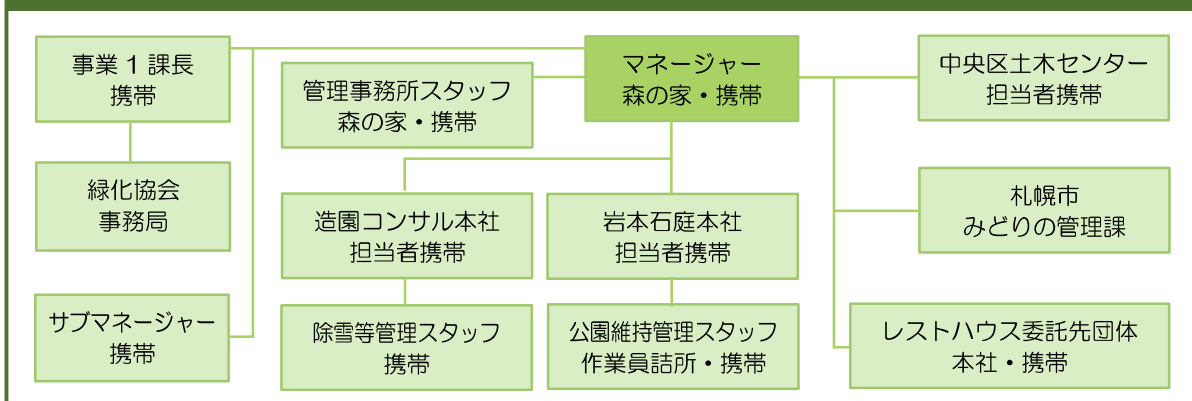 事業 1 課長
携帯
緑化協会
事務局
サブマネージャー
携帯
管理事務所スタッフ
森の家・携帯
造園コンサル本社
担当者携帯
除雪等管理スタッフ
携帯
マネージャー
森の家・携帯
岩本石庭本社
担当者携帯
公園維持管理スタッフ
作業員詰所・携帯
中央区土木センター
担当者携帯
札幌市
みどりの管理課
レストハウス委託先団体
本社・携帯